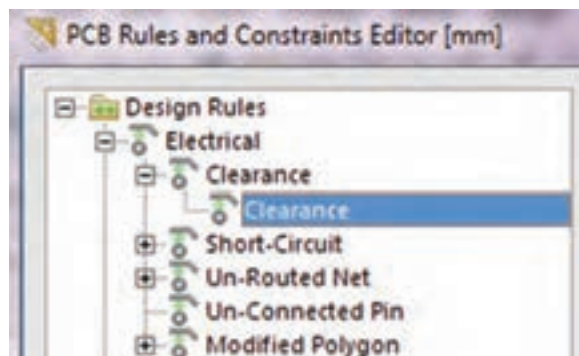 PCB Rules and Constraints Editor [mm]
Design Rules
Electrical
Clearance
Clearance
Short-Circuit
Un-Routed Net
Un-Connected Pin
Modified Polygon